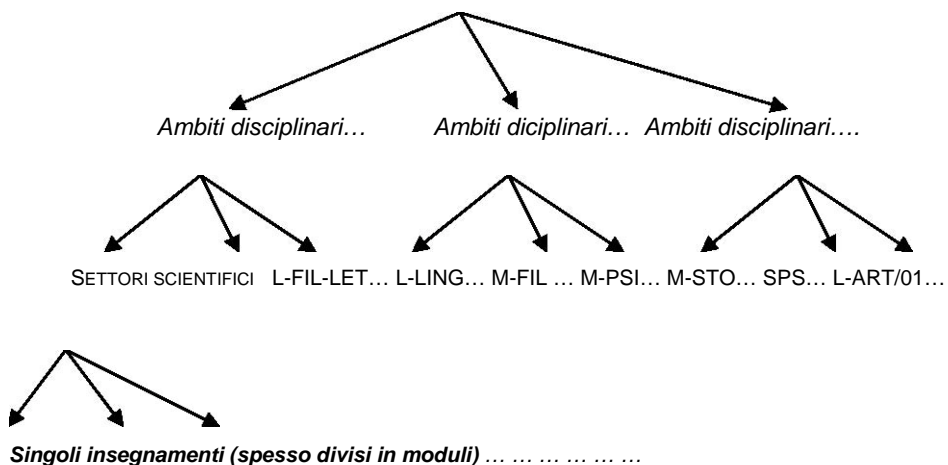 Ambiti disciplinari… Ambiti diciplinari… Ambiti disciplinari….
SETTORI SCIENTIFICI L-FIL-LET… L-LING… M-FIL … M-PSI… M-STO… SPS… L-ART/01…
Singoli insegnamenti (spesso divisi in moduli) … … … … … …